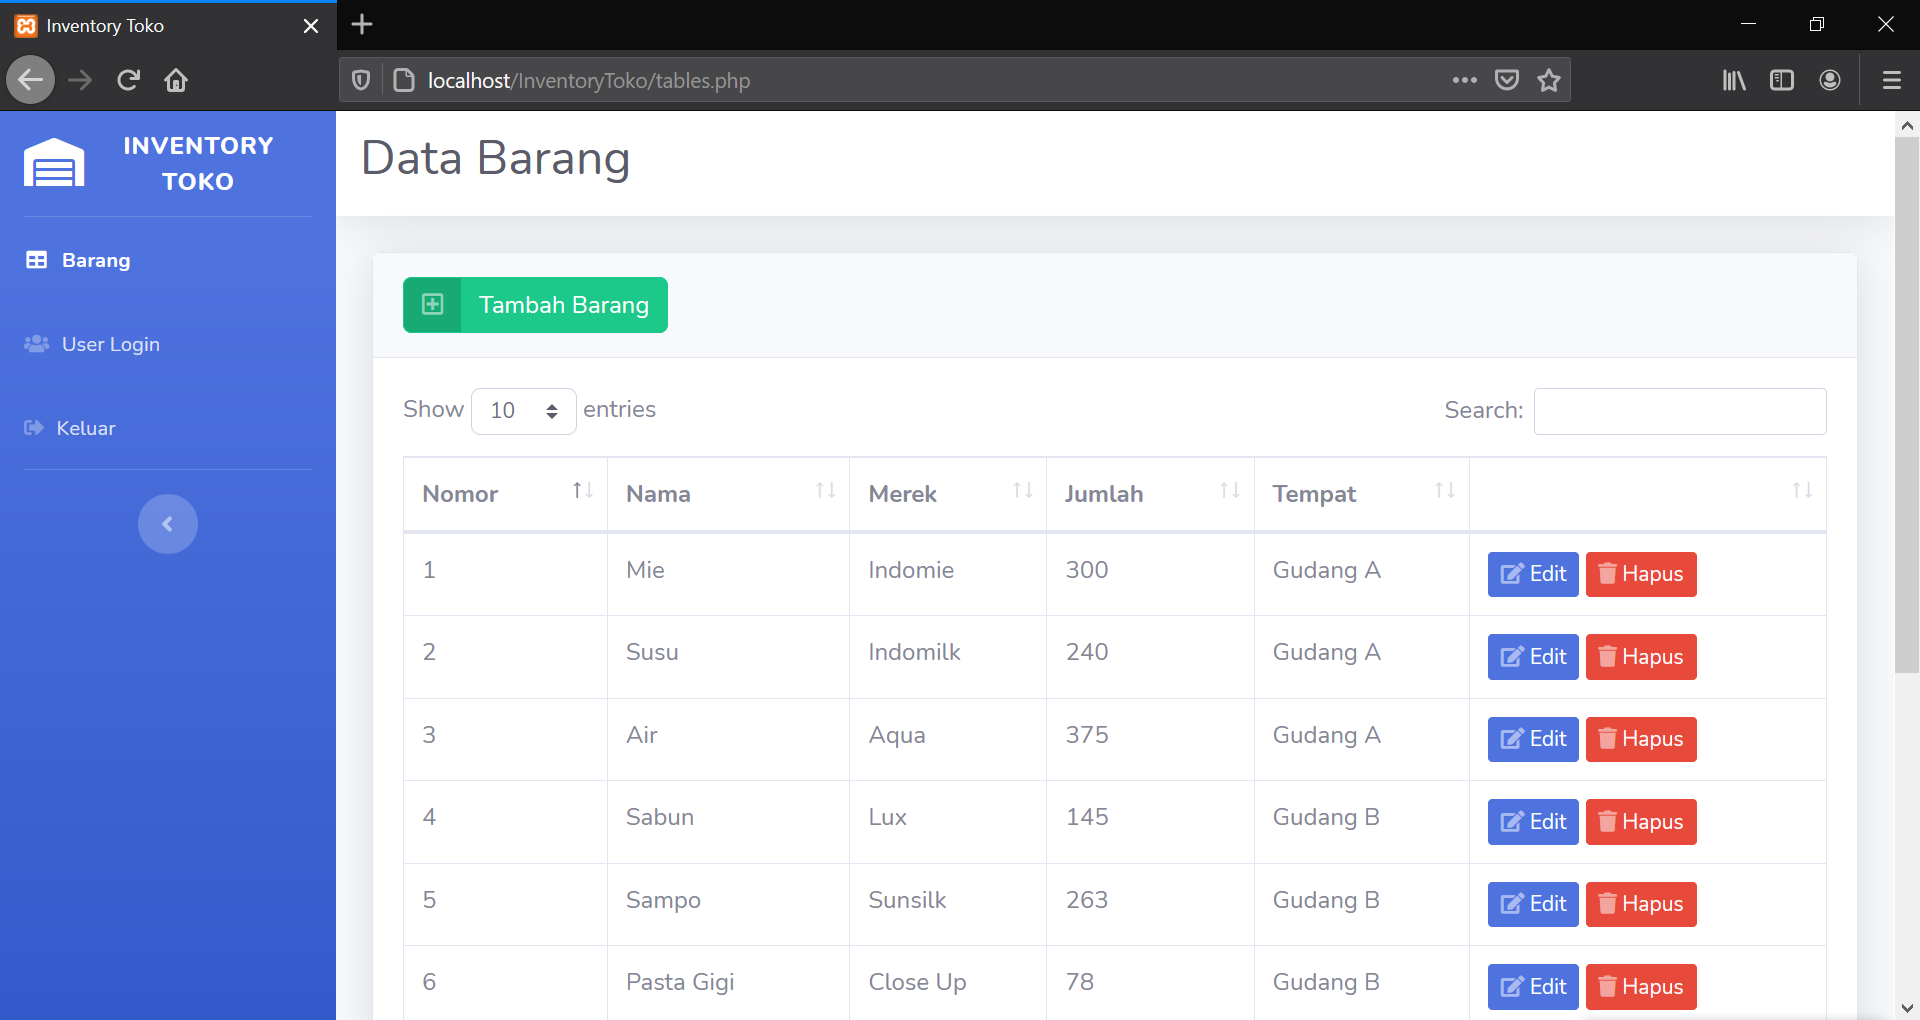 Inventory Toko
localhost/InventoryToko/tables.php
INVENTORY
TOKO
Barang
User Login
Keluar
Data Barang
Tambah Barang
Show 10 entries
Search:
Nomor Nama Merek Jumlah Tempat
1 Mie Indomie 300 Gudang A Edit Hapus
2 Susu Indomilk 240 Gudang A Edit Hapus
3 Air Aqua 375 Gudang A Edit Hapus
4 Sabun Lux 145 Gudang B Edit Hapus
5 Sampo Sunsilk 263 Gudang B Edit Hapus
6 Pasta Gigi Close Up 78 Gudang B Edit Hapus